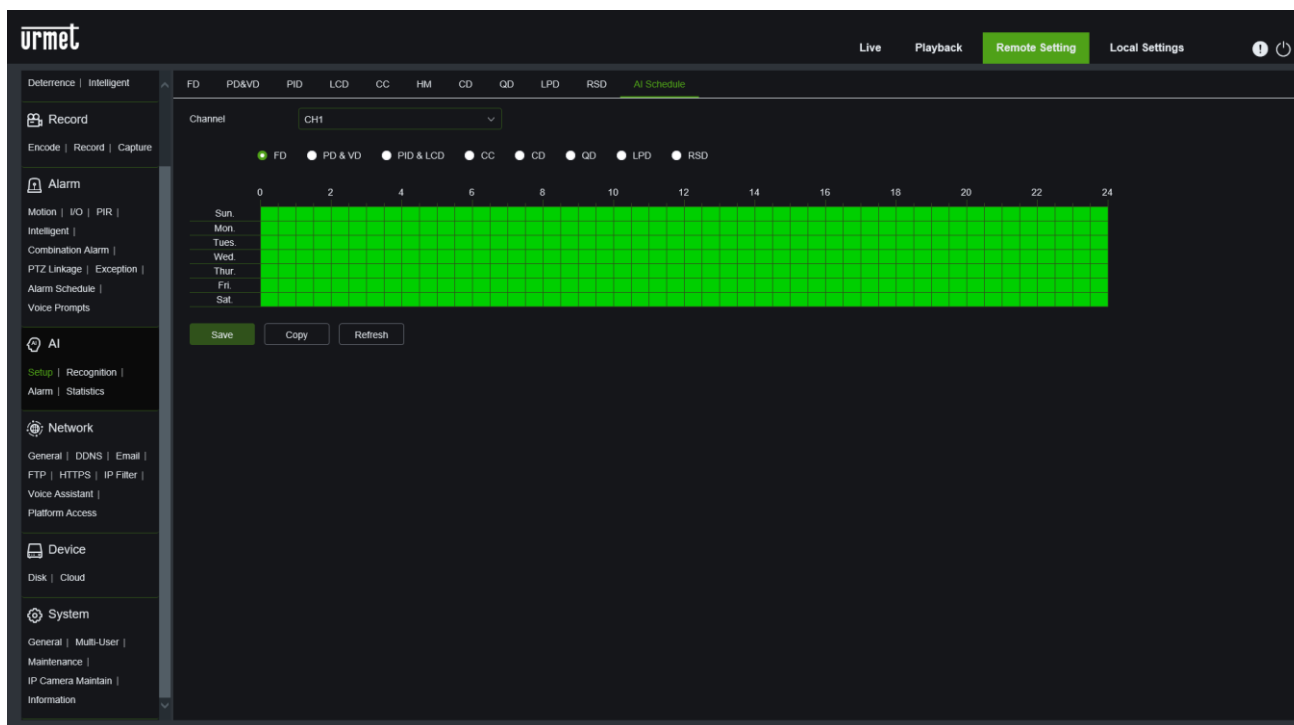 urmet
Live Playback Remote Setting Local Settings
Deterrence | Intelligent
Record
Encode | Record | Capture
Alarm
Motion | I/O | PIR |
Intelligent |
Combination Alarm |
PTZ Linkage | Exception |
Alarm Schedule |
Voice Prompts
AI
Setup | Recognition |
Alarm | Statistics
Network
General | DDNS | Email |
FTP | HTTPS | IP Filter |
Voice Assistant |
Platform Access
Device
Disk | Cloud
System
General | Multi-User |
Maintenance |
IP Camera Maintain |
Information
FD PD&VD PID LCD CC HM CD QD LPD RSD AI Schedule
Channel CH1
FD PD & VD PID & LCD CC CD QD LPD RSD
0 2 4 6 8 10 12 14 16 18 20 22 24
Sun.
Mon.
Tues.
Wed.
Thur.
Fri.
Sat.
Save Copy Refresh